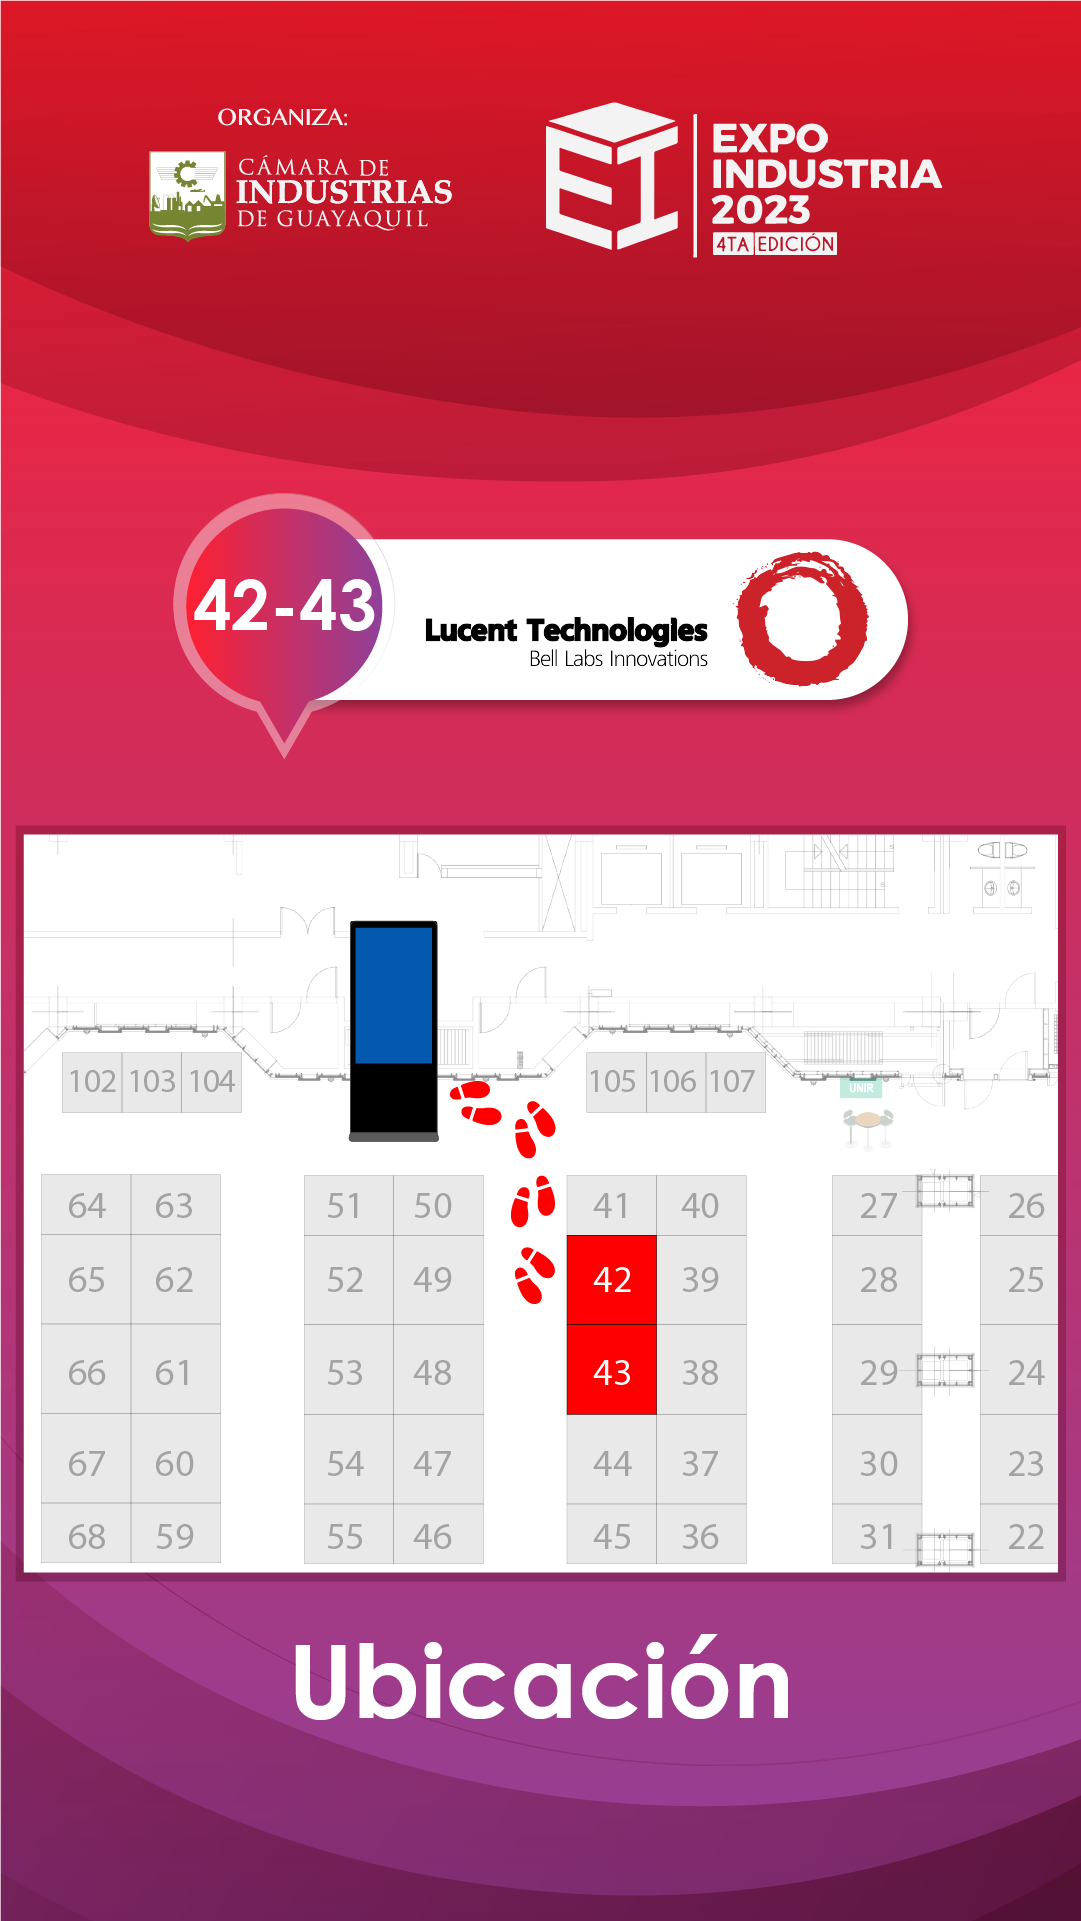 ORGANIZA:
CÁMARA DE
INDUSTRIAS
DE GUAYAQUIL
EXPO
INDUSTRIA
2023
4TA EDICIÓN
42-43
Lucent Technologies
Bell Labs Innovations
102 103 104
105 106 107
UNIR
64 63 51 50 41 40 27 26
65 62 52 49 42 39 28 25
66 61 53 48 43 38 29 24
67 60 54 47 44 37 30 23
68 59 55 46 45 36 31 22
Ubicación